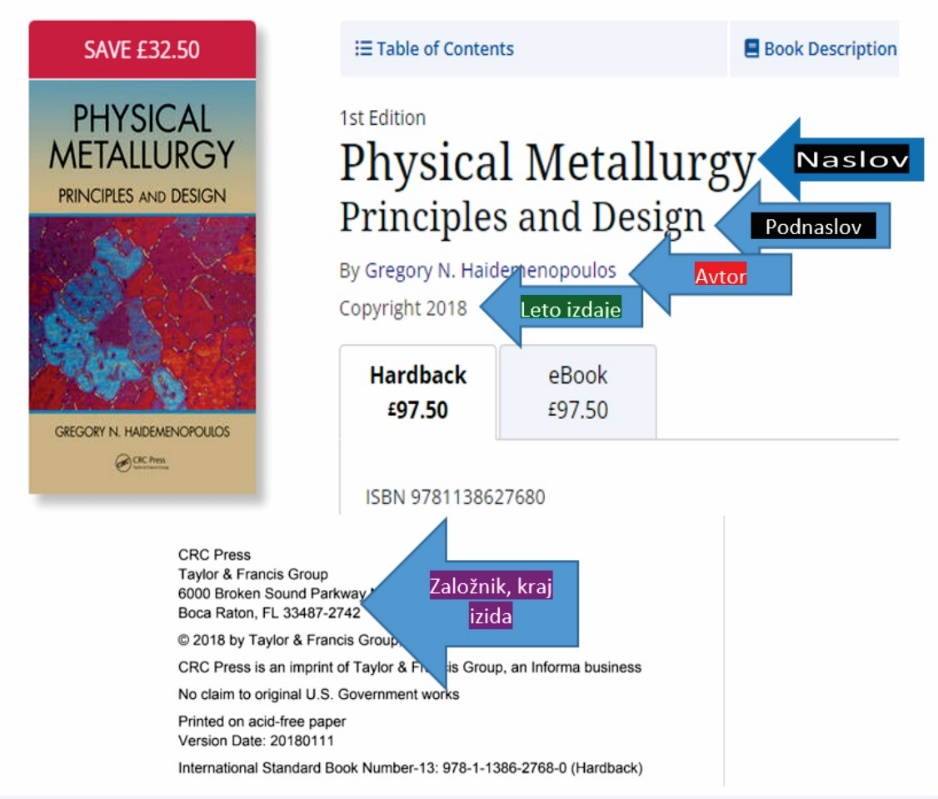 SAVE £32.50
PHYSICAL
METALLURGY
PRINCIPLES AND DESIGN
GREGORY N. HAIDEMENOPOULOS
CRC Press
Table of Contents
Book Description
1st Edition
Physical Metallurgy
Naslov
Principles and Design
Podnaslov
By Gregory N. Haidemenopoulos
Avtor
Copyright 2018
Leto izdaje
Hardback
£97.50
eBook
£97.50
ISBN 9781138627680
CRC Press
Taylor & Francis Group
6000 Broken Sound Parkway
Boca Raton, FL 33487-2742
Založnik, kraj
izida
© 2018 by Taylor & Francis Group,
CRC Press is an imprint of Taylor & Francis Group, an Informa business
No claim to original U.S. Government works
Printed on acid-free paper
Version Date: 20180111
International Standard Book Number-13: 978-1-1386-2768-0 (Hardback)